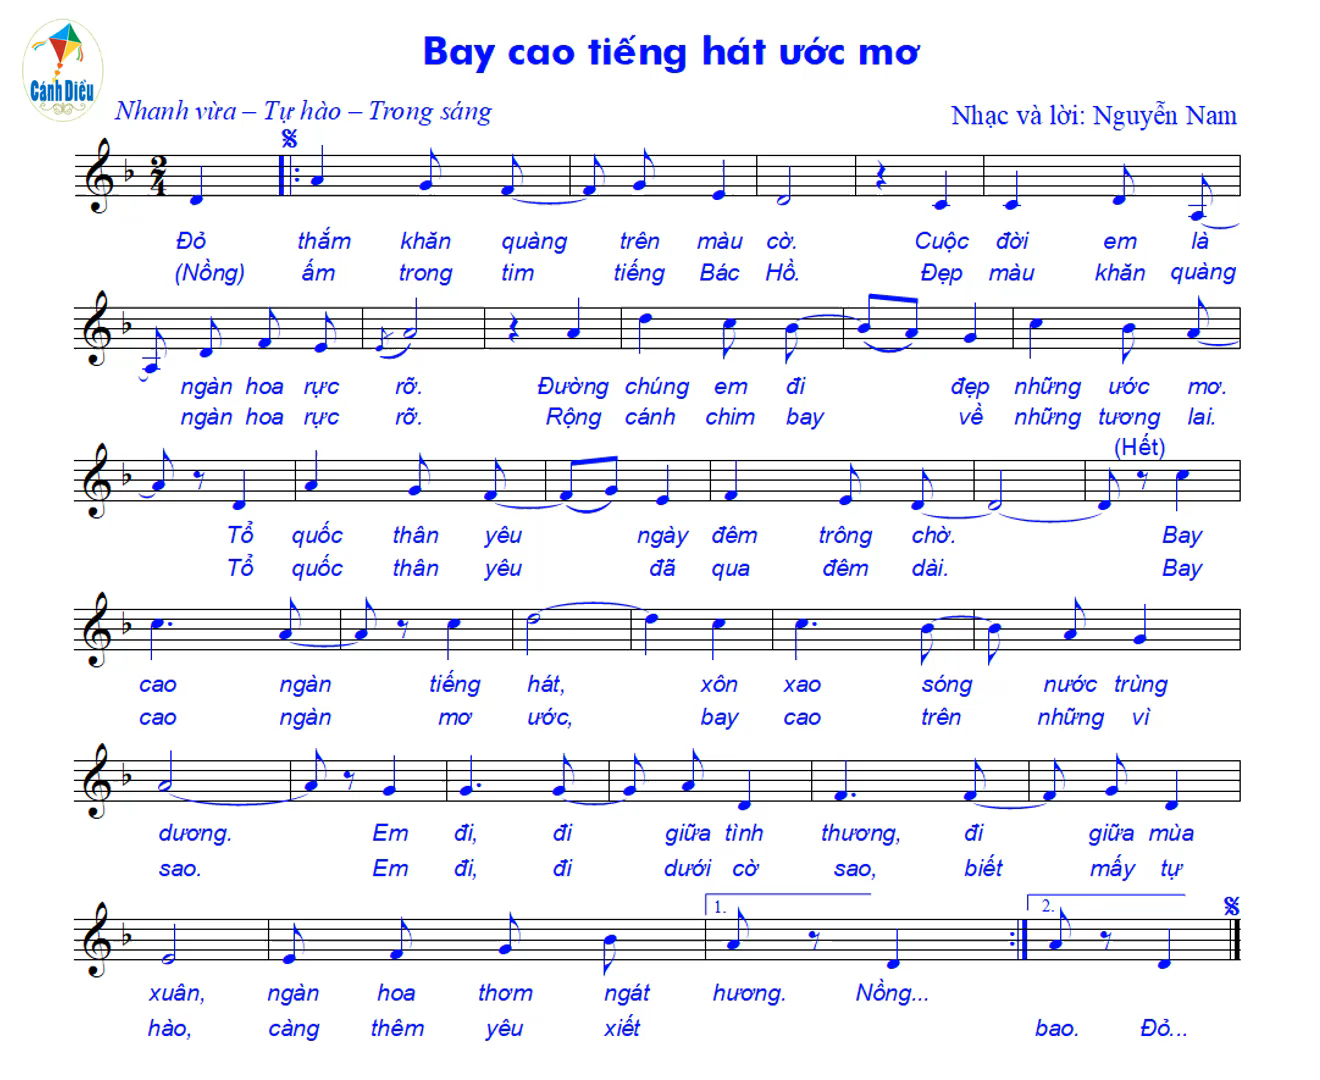 Cánh Diều
Bay cao tiếng hát ước mơ
Nhanh vừa – Tự hào – Trong sáng
Nhạc và lời: Nguyễn Nam
2
4
Đỏ thắm khăn quàng trên màu cờ. Cuộc đời em là
(Nồng) ấm trong tim tiếng Bác Hồ. Đẹp màu khăn quàng
ngàn hoa rực rỡ. Đường chúng em đi đẹp những ước mơ.
ngàn hoa rực rỡ. Rộng cánh chim bay về những tương lai.
(Hết)
Tổ quốc thân yêu ngày đêm trông chờ. Bay
Tổ quốc thân yêu đã qua đêm dài. Bay
cao ngàn tiếng hát, xôn xao sóng nước trùng
cao ngàn mơ ước, bay cao trên những vì
dương. Em đi, đi giữa tình thương, đi giữa mùa
sao. Em đi, đi dưới cờ sao, biết mấy tự
1. 2.
xuân, ngàn hoa thơm ngát hương. Nồng...
hào, càng thêm yêu xiết bao. Đỏ...